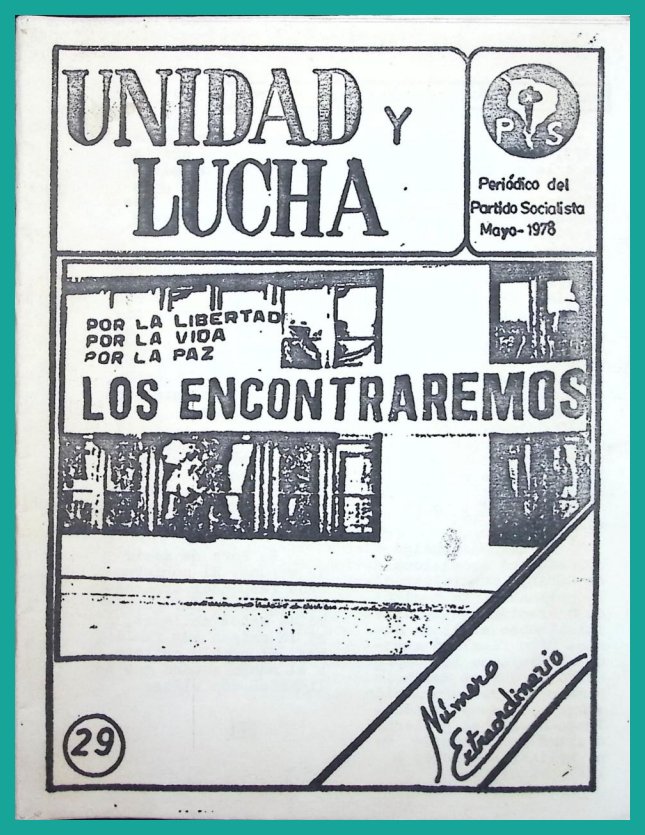 UNIDAD Y
LUCHA
P S
Periódico del
Partido Socialista
Mayo-1978
POR LA LIBERTAD
POR LA VIDA
POR LA PAZ
LOS ENCONTRAREMOS
Número
Extraordinario
29